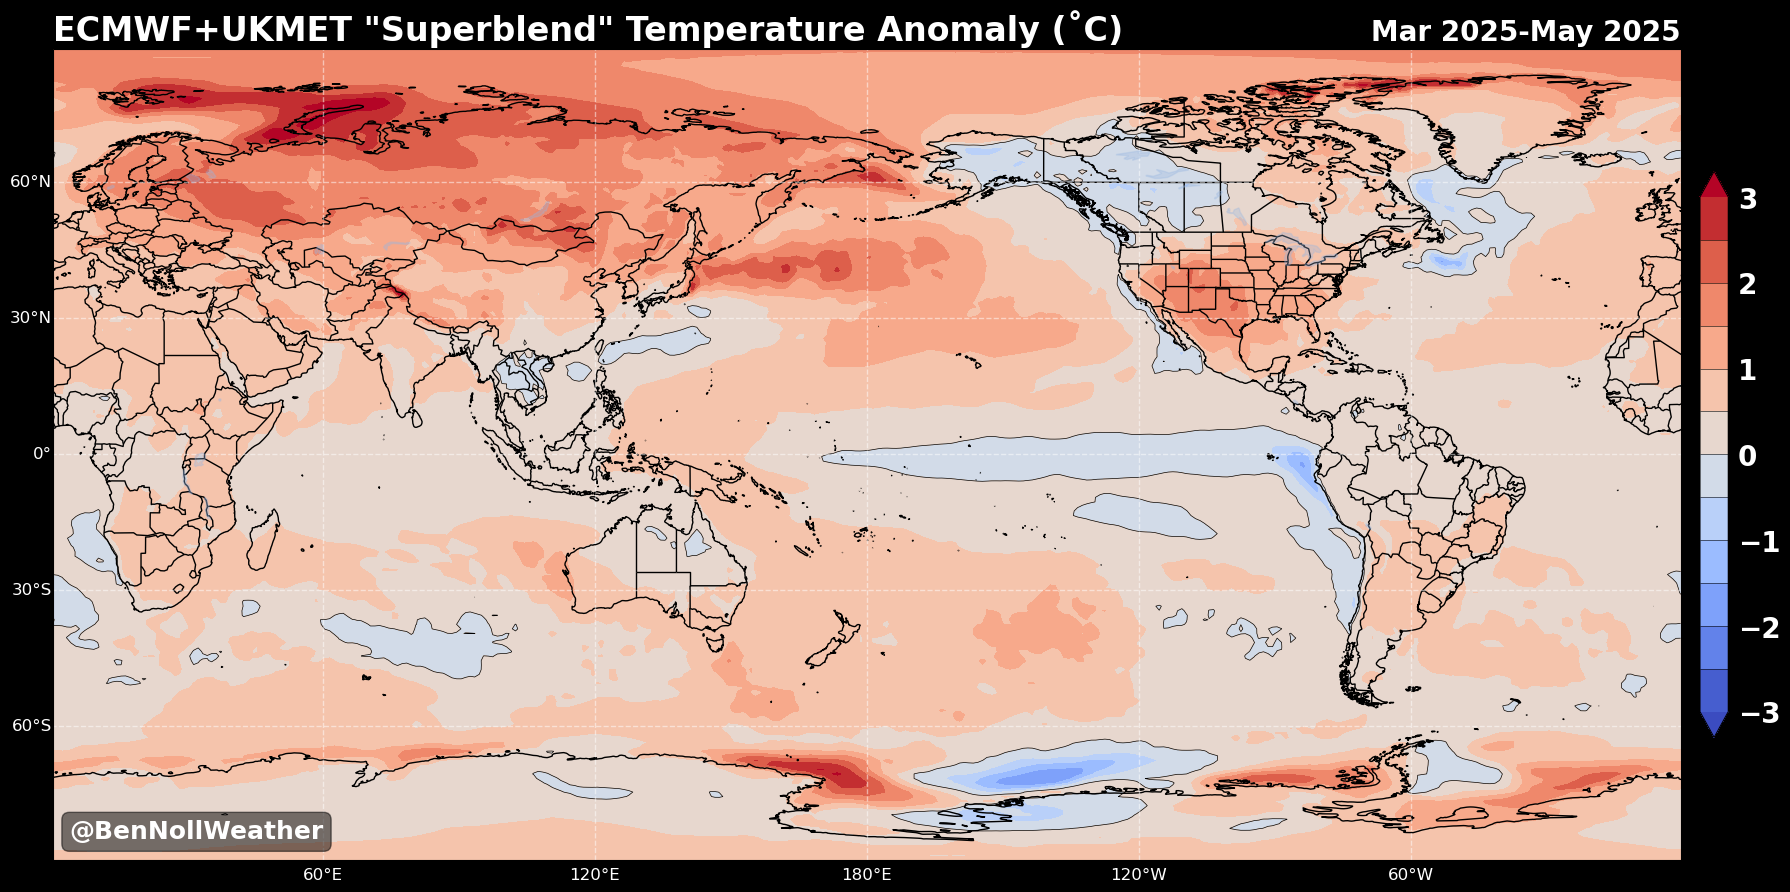 ECMWF+UKMET "Superblend" Temperature Anomaly (˚C)
Mar 2025-May 2025
60°N
30°N
0°
30°S
60°S
60°E
120°E
180°E
120°W
60°W
3
2
1
0
−1
−2
−3
@BenNollWeather